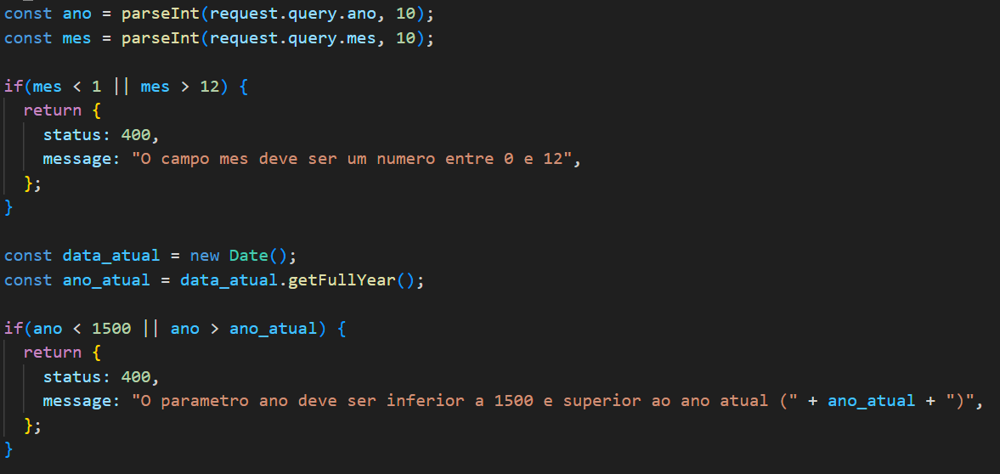 const ano = parseInt(request.query.ano, 10);
const mes = parseInt(request.query.mes, 10);
if(mes < 1 || mes > 12) {
return {
status: 400,
message: "O campo mes deve ser um numero entre 0 e 12",
};
}
const data_atual = new Date();
const ano_atual = data_atual.getFullYear();
if(ano < 1500 || ano > ano_atual) {
return {
status: 400,
message: "O parametro ano deve ser inferior a 1500 e superior ao ano atual (" + ano_atual + ")",
};
}